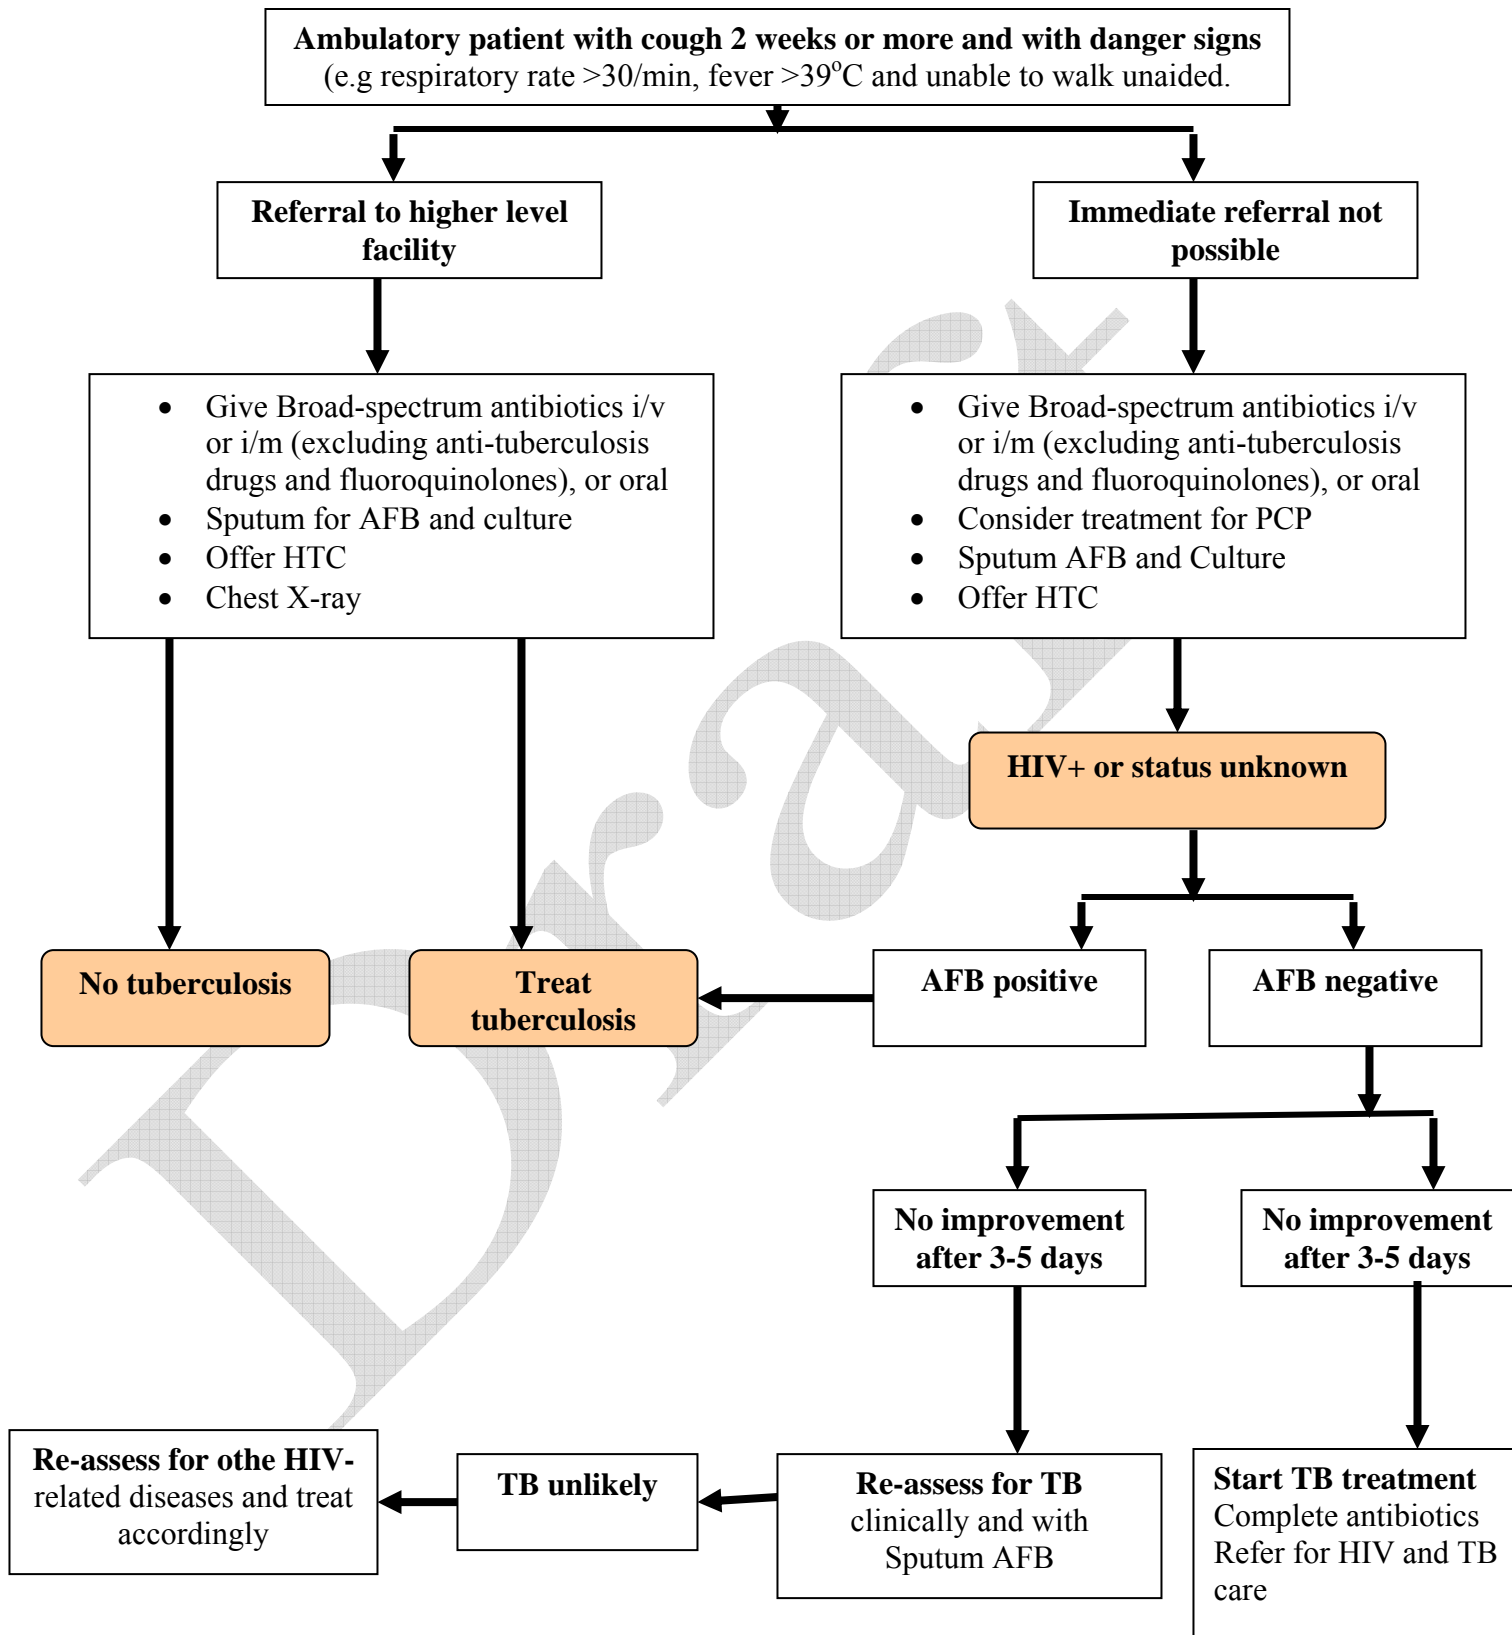 Ambulatory patient with cough 2 weeks or more and with danger signs
(e.g respiratory rate >30/min, fever >39°C and unable to walk unaided.
Referral to higher level
facility
Immediate referral not
possible
• Give Broad-spectrum antibiotics i/v
or i/m (excluding anti-tuberculosis
drugs and fluoroquinolones), or oral
• Sputum for AFB and culture
• Offer HTC
• Chest X-ray
• Give Broad-spectrum antibiotics i/v
or i/m (excluding anti-tuberculosis
drugs and fluoroquinolones), or oral
• Consider treatment for PCP
• Sputum AFB and Culture
• Offer HTC
HIV+ or status unknown
No tuberculosis
Treat
tuberculosis
AFB positive
AFB negative
No improvement
after 3-5 days
No improvement
after 3-5 days
Re-assess for othe HIV-
related diseases and treat
accordingly
TB unlikely
Re-assess for TB
clinically and with
Sputum AFB
Start TB treatment
Complete antibiotics
Refer for HIV and TB
care
Draft